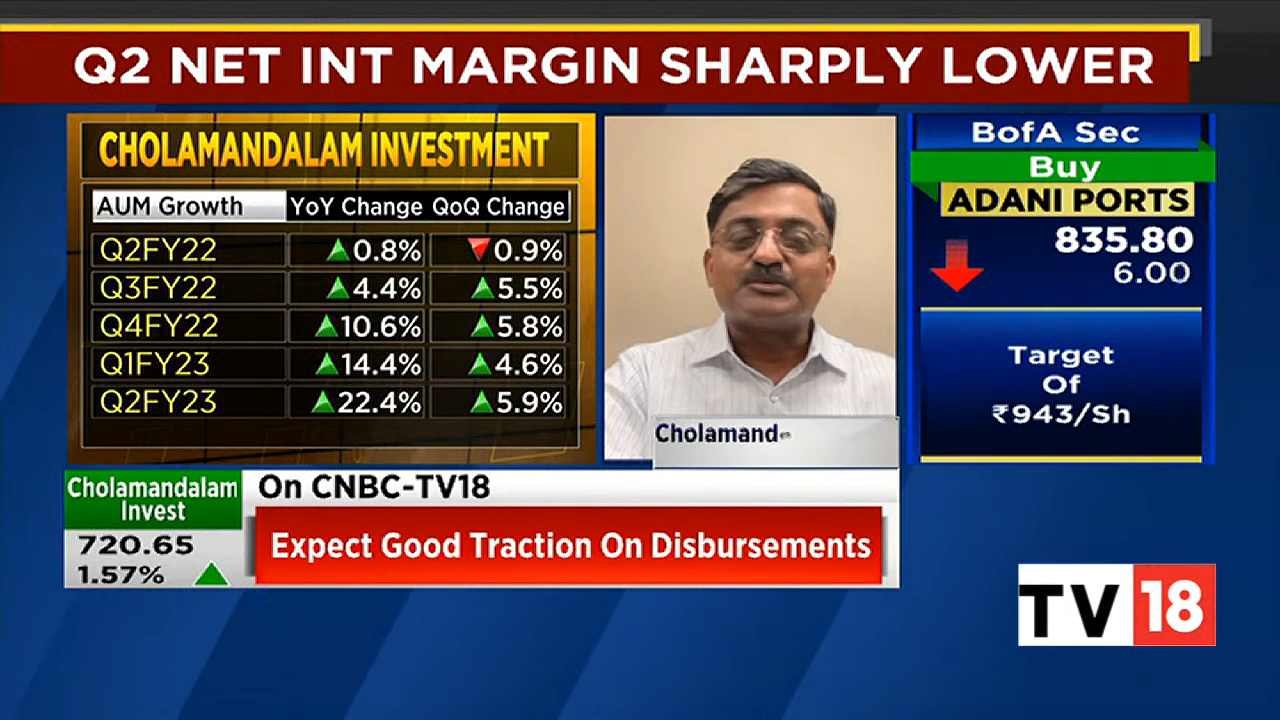 Q2 NET INT MARGIN SHARPLY LOWER
CHOLAMANDALAM INVESTMENT
AUM Growth YoY Change QoQ Change
Q2FY22 0.8% 0.9%
Q3FY22 4.4% 5.5%
Q4FY22 10.6% 5.8%
Q1FY23 14.4% 4.6%
Q2FY23 22.4% 5.9%
Cholamand
BofA Sec
Buy
ADANI PORTS
835.80
6.00
Target
Of
₹943/Sh
Cholamandalam
Invest
720.65
1.57%
On CNBC-TV18
Expect Good Traction On Disbursements
TV18